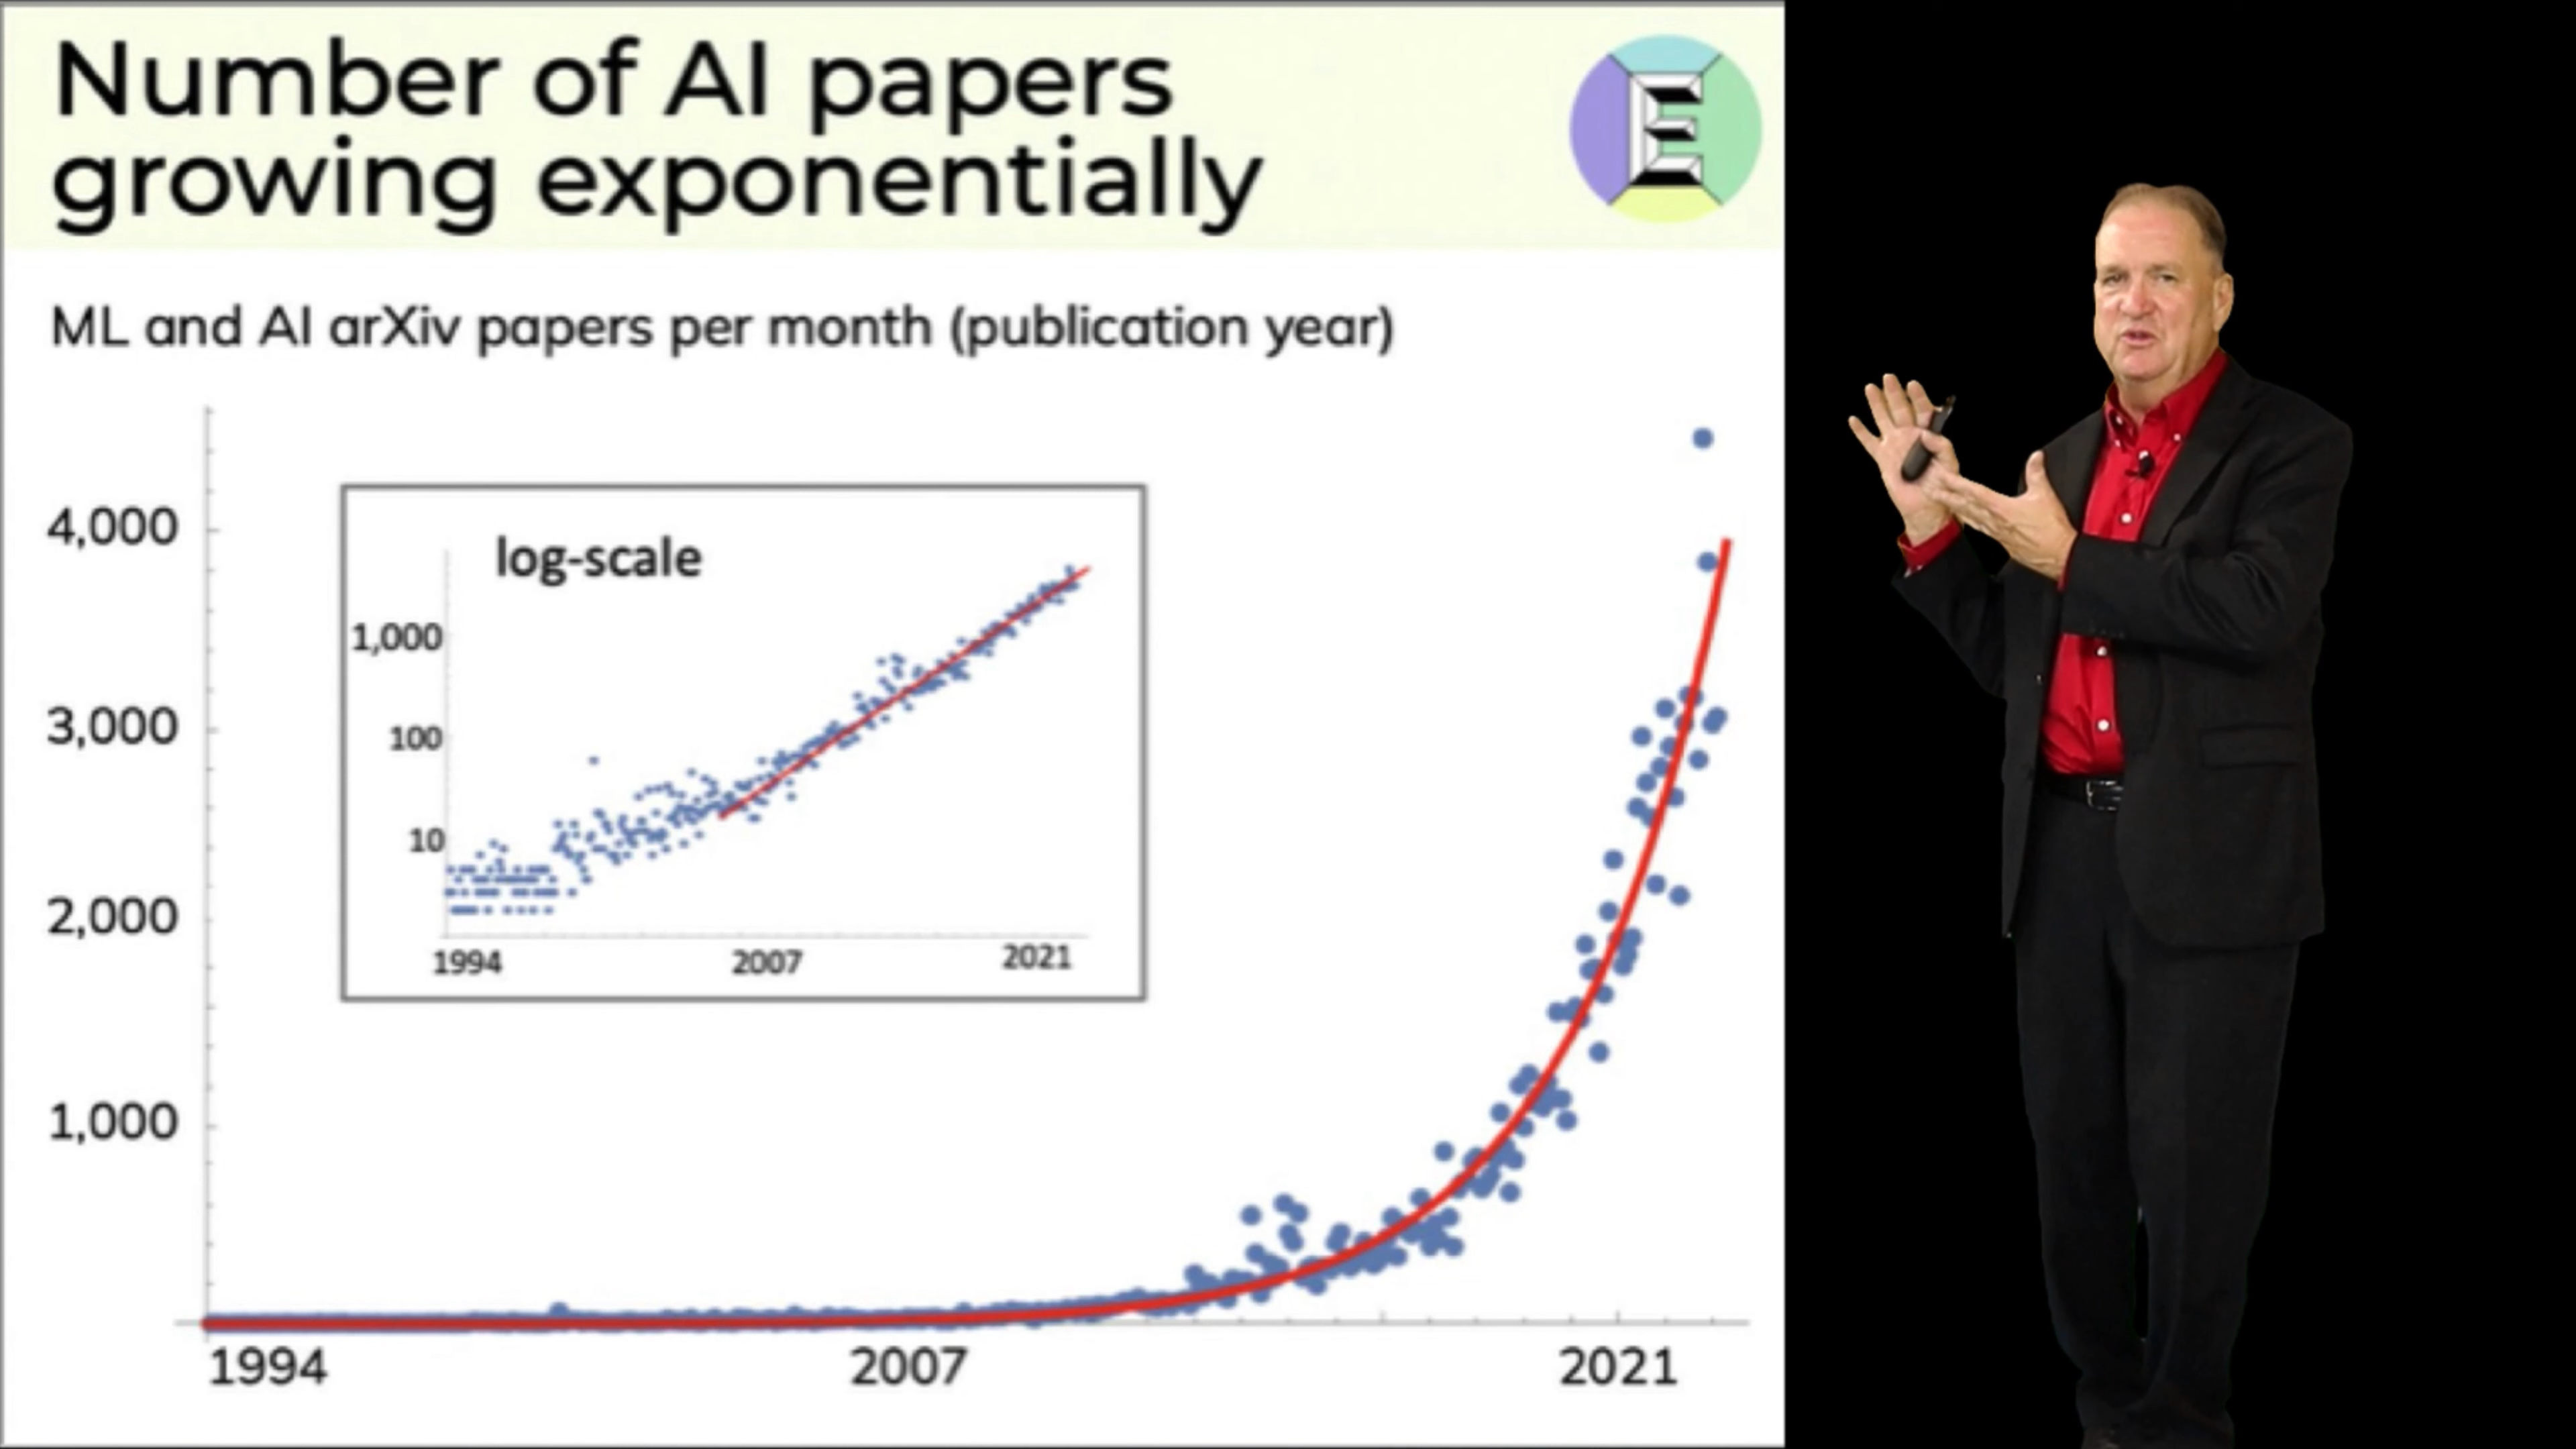 Number of AI papers
growing exponentially
E
ML and AI arXiv papers per month (publication year)
4,000
3,000
2,000
1,000
1994
2007
2021
log-scale
1,000
100
10
1994
2007
2021